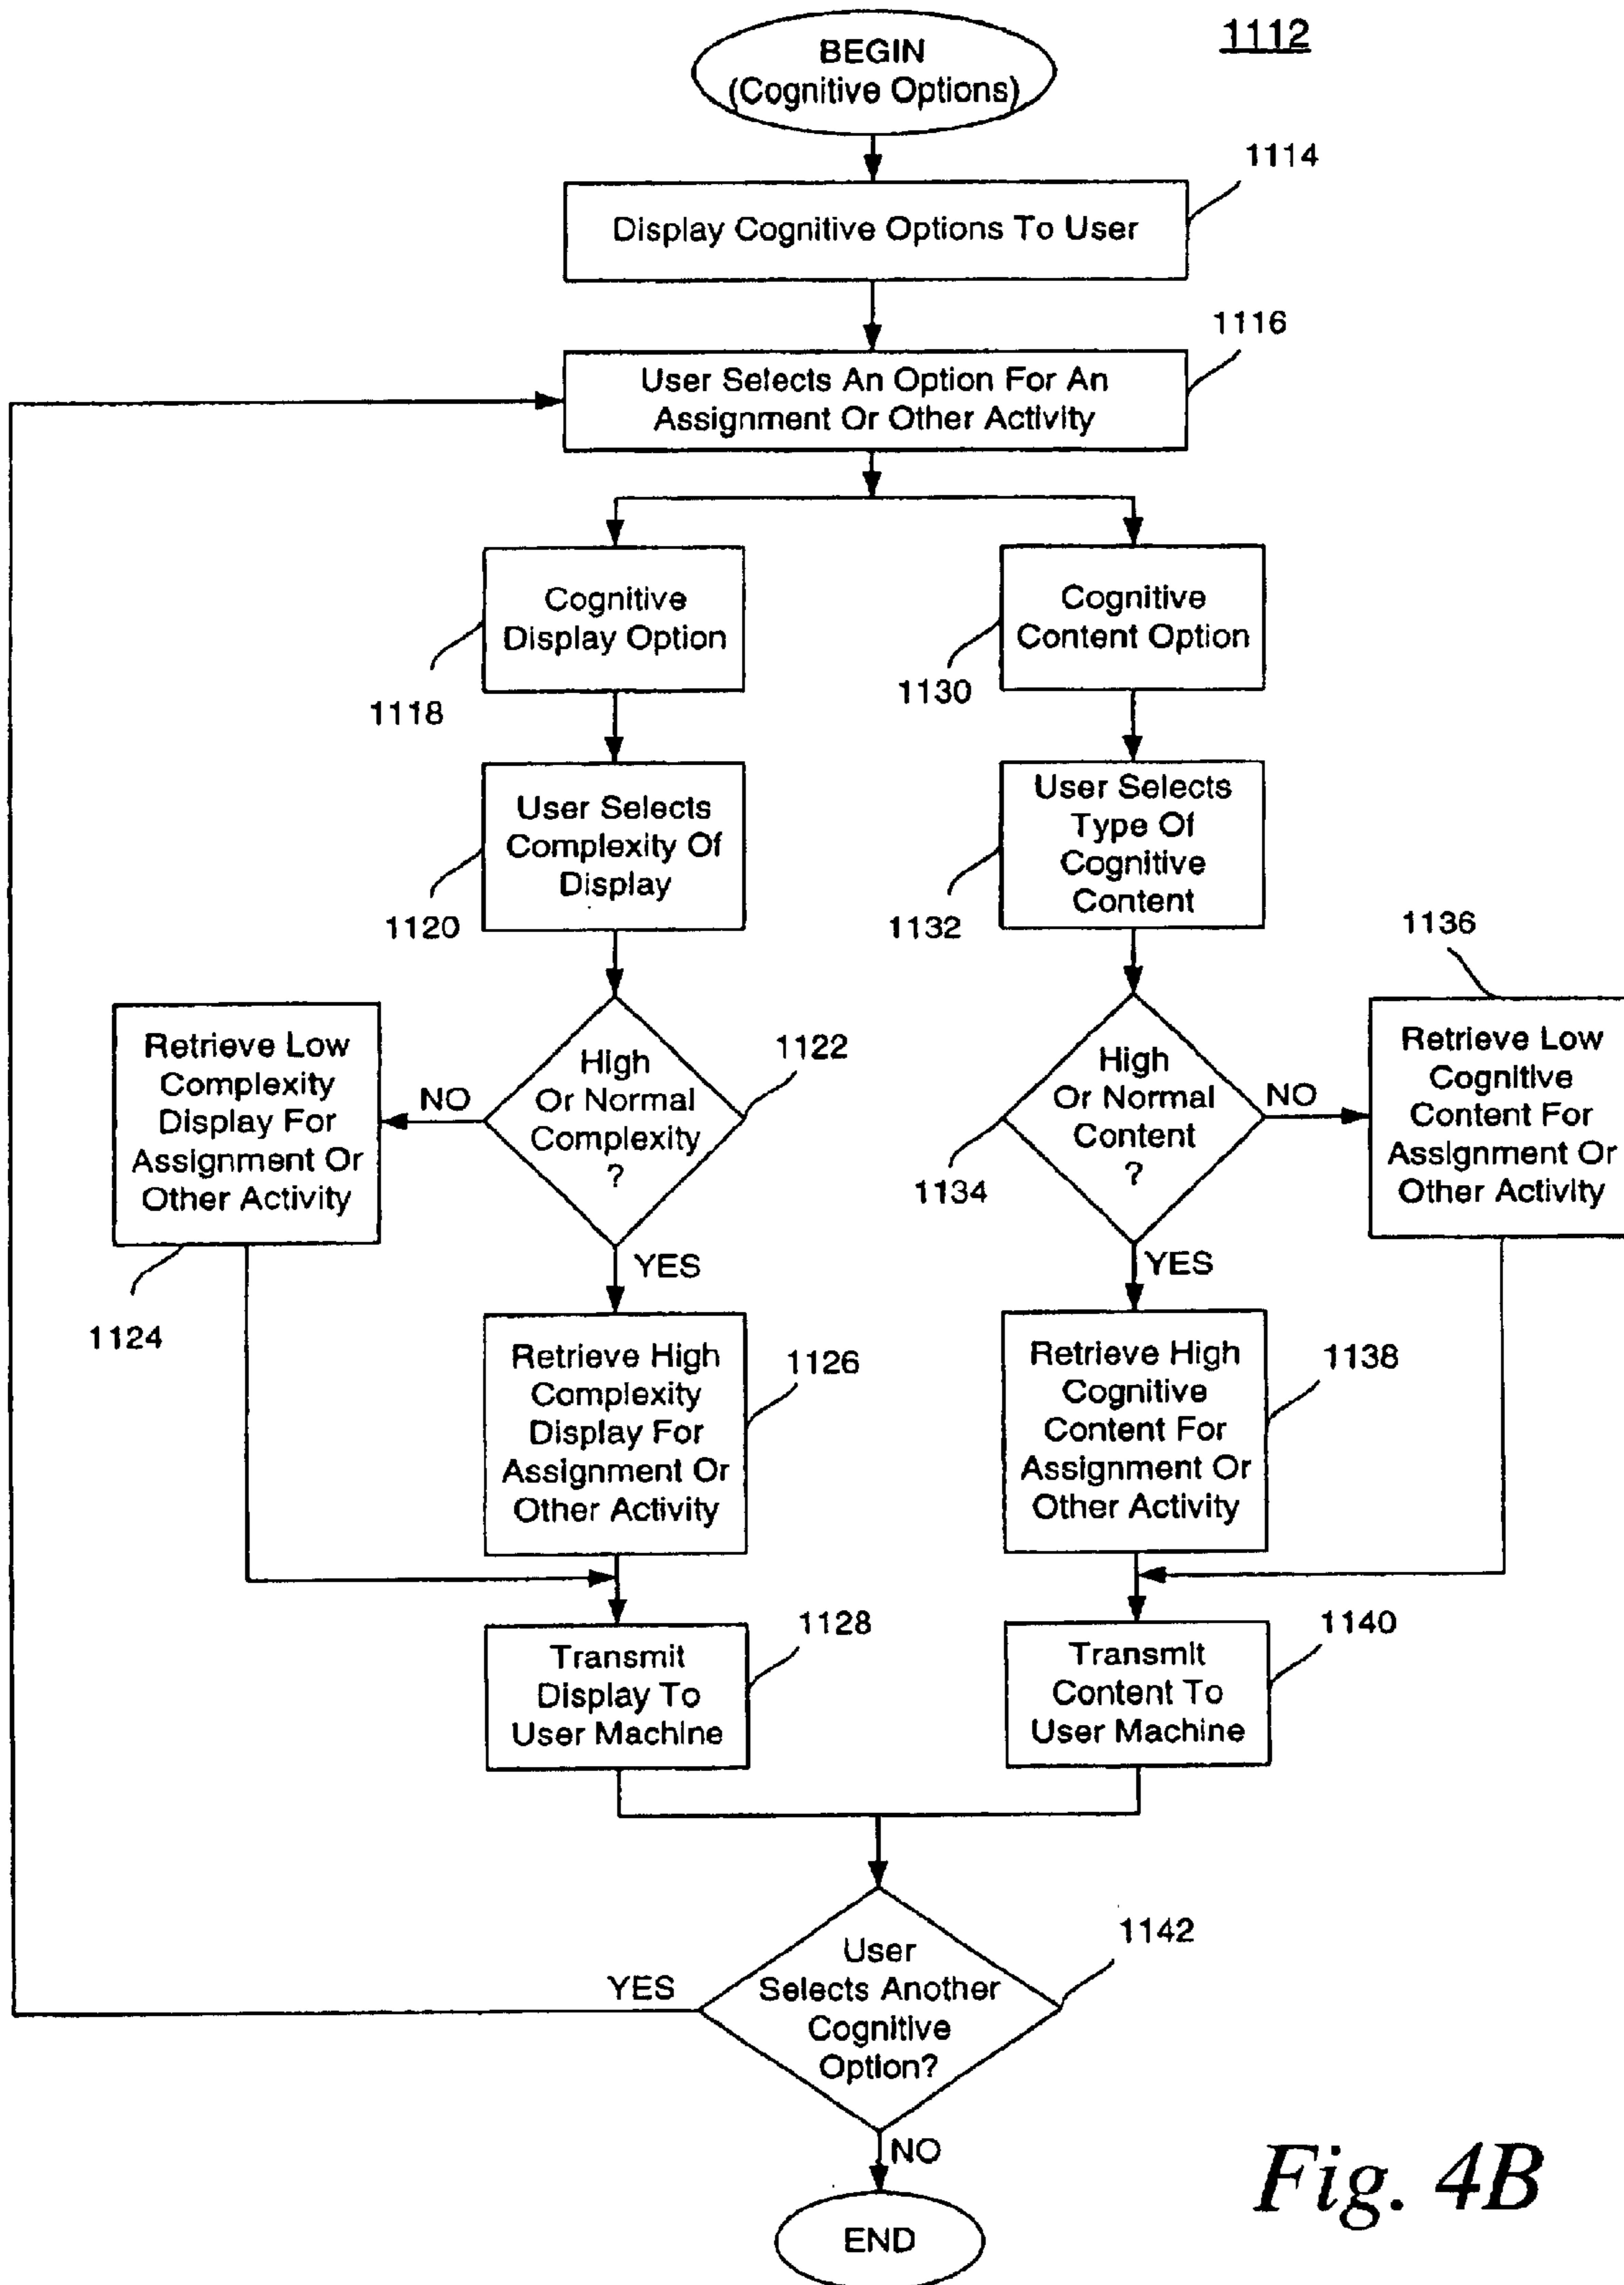 1112
BEGIN
(Cognitive Options)
1114
Display Cognitive Options To User
1116
User Selects An Option For An
Assignment Or Other Activity
Cognitive
Display Option
1118
Cognitive
Content Option
1130
User Selects
Complexity Of
Display
1120
User Selects
Type Of
Cognitive
Content
1132
1136
Retrieve Low
Complexity
Display For
Assignment Or
Other Activity
1124
NO
High
Or Normal
Complexity
?
1122
YES
High
Or Normal
Content
?
1134
NO
YES
Retrieve Low
Cognitive
Content For
Assignment Or
Other Activity
Retrieve High
Complexity
Display For
Assignment Or
Other Activity
1126
Retrieve High
Cognitive
Content For
Assignment Or
Other Activity
1138
Transmit
Display To
User Machine
1128
Transmit
Content To
User Machine
1140
User
Selects Another
Cognitive
Option?
1142
YES
NO
END
Fig. 4B